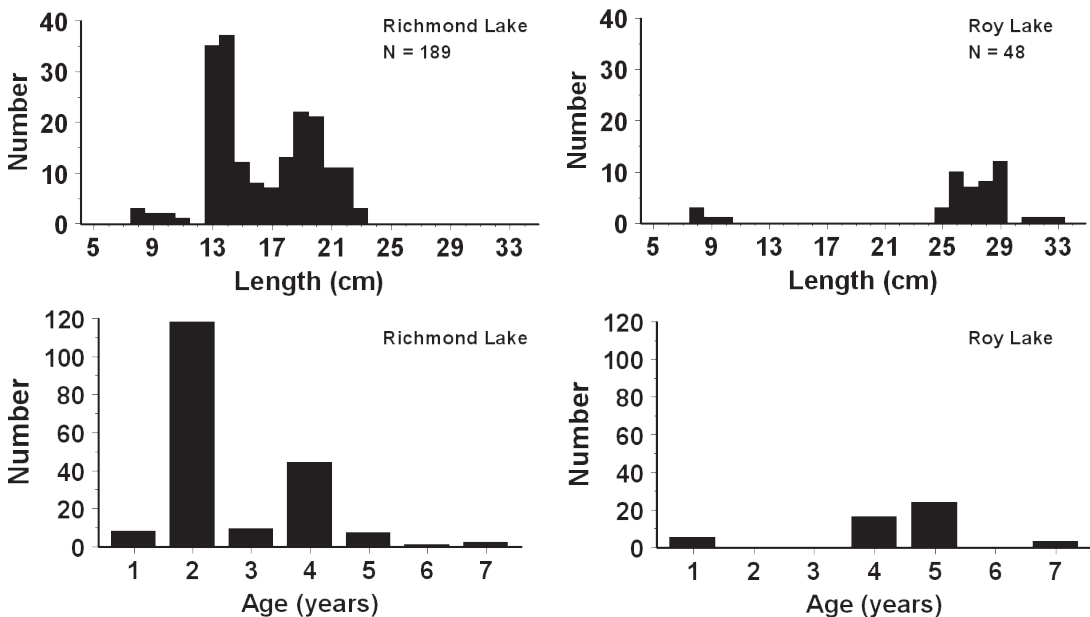 Richmond Lake
N = 189
Number
40
30
20
10
0
5 9 13 17 21 25 29 33
Length (cm)
Roy Lake
N = 48
Number
40
30
20
10
0
5 9 13 17 21 25 29 33
Length (cm)
Richmond Lake
Number
120
100
80
60
40
20
0
1 2 3 4 5 6 7
Age (years)
Roy Lake
Number
120
100
80
60
40
20
0
1 2 3 4 5 6 7
Age (years)